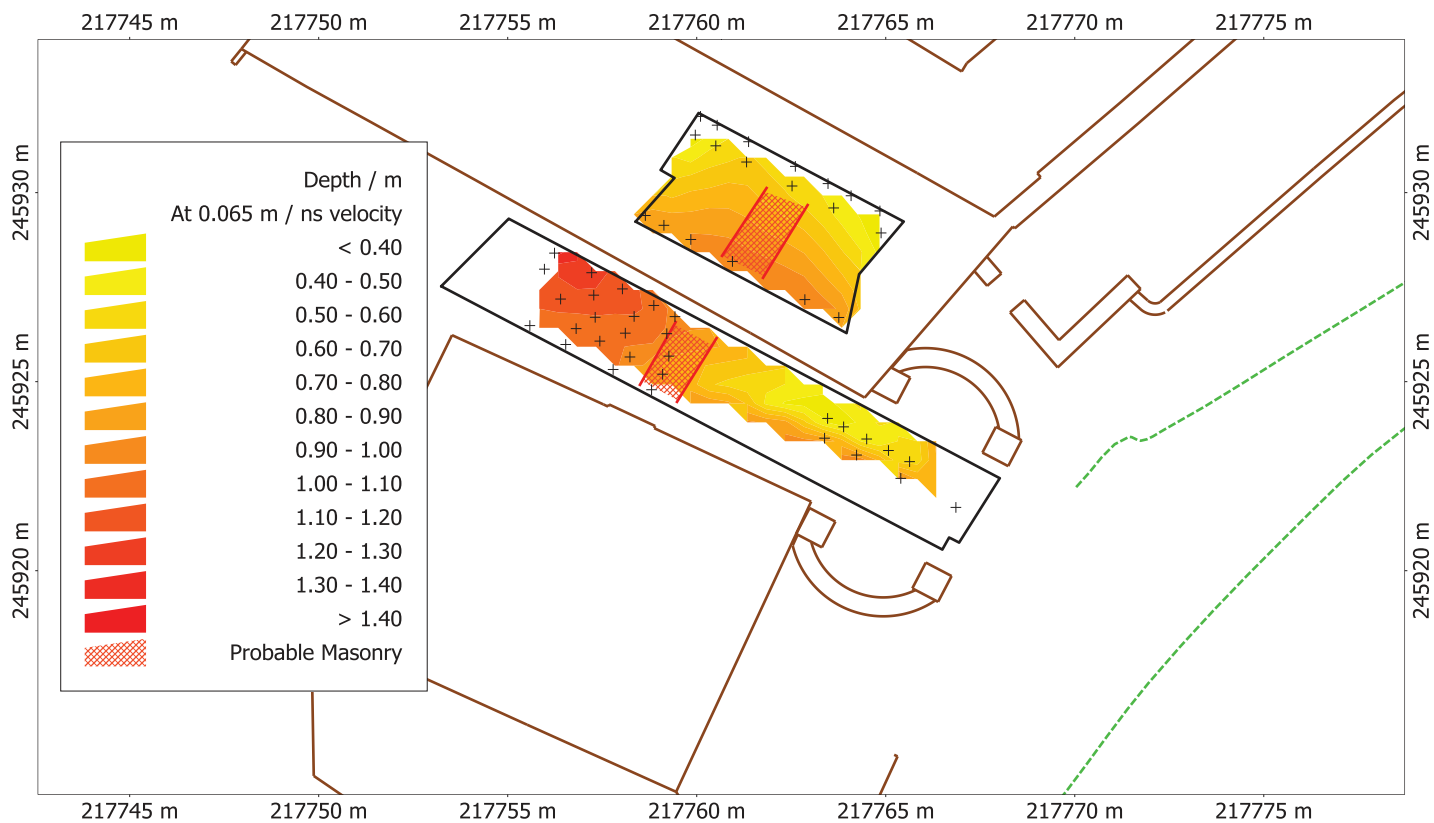 217745 m 217750 m 217755 m 217760 m 217765 m 217770 m 217775 m
245930 m
245925 m
245920 m
Depth / m
At 0.065 m / ns velocity
< 0.40
0.40 - 0.50
0.50 - 0.60
0.60 - 0.70
0.70 - 0.80
0.80 - 0.90
0.90 - 1.00
1.00 - 1.10
1.10 - 1.20
1.20 - 1.30
1.30 - 1.40
> 1.40
Probable Masonry
245930 m
245925 m
245920 m
217745 m 217750 m 217755 m 217760 m 217765 m 217770 m 217775 m